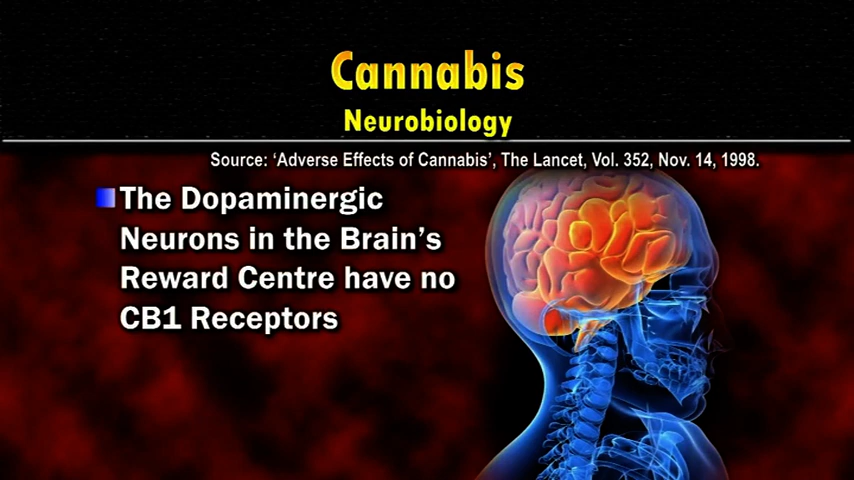 Cannabis
Neurobiology
Source: ‘Adverse Effects of Cannabis’, The Lancet, Vol. 352, Nov. 14, 1998.
The Dopaminergic
Neurons in the Brain’s
Reward Centre have no
CB1 Receptors